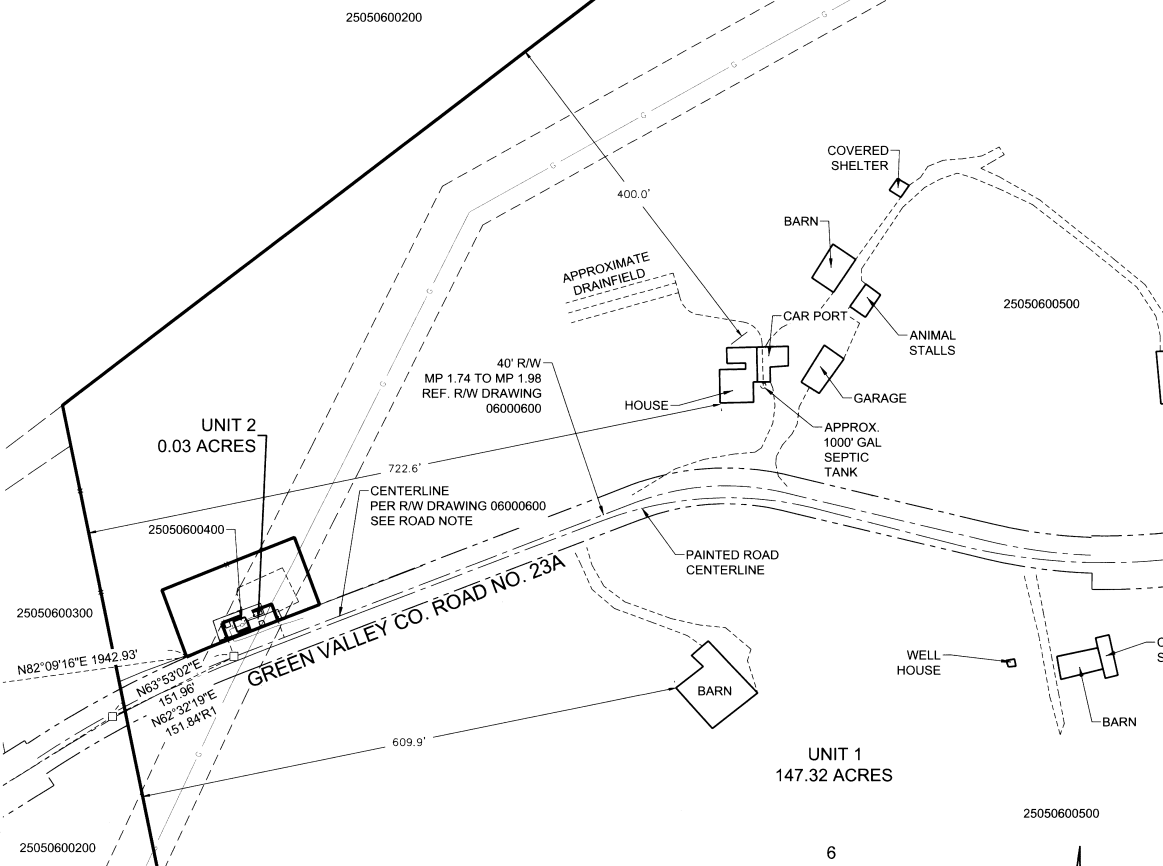 25050600200
G
G
G
G
G
G
G
400.0'
COVERED
SHELTER
BARN
APPROXIMATE
DRAINFIELD
CAR PORT
25050600500
ANIMAL
STALLS
40' R/W
MP 1.74 TO MP 1.98
REF. R/W DRAWING
06000600
HOUSE
GARAGE
UNIT 2
0.03 ACRES
APPROX.
1000' GAL
SEPTIC
TANK
722.6'
CENTERLINE
PER R/W DRAWING 06000600
SEE ROAD NOTE
25050600400
PAINTED ROAD
CENTERLINE
GREEN VALLEY CO. ROAD NO. 23A
25050600300
N82°09'16"E 1942.93'
N63°53'02"E
151.96'
N62°32'19"E
151.84'R1
WELL
HOUSE
BARN
BARN
609.9'
G
UNIT 1
147.32 ACRES
25050600500
25050600200
6